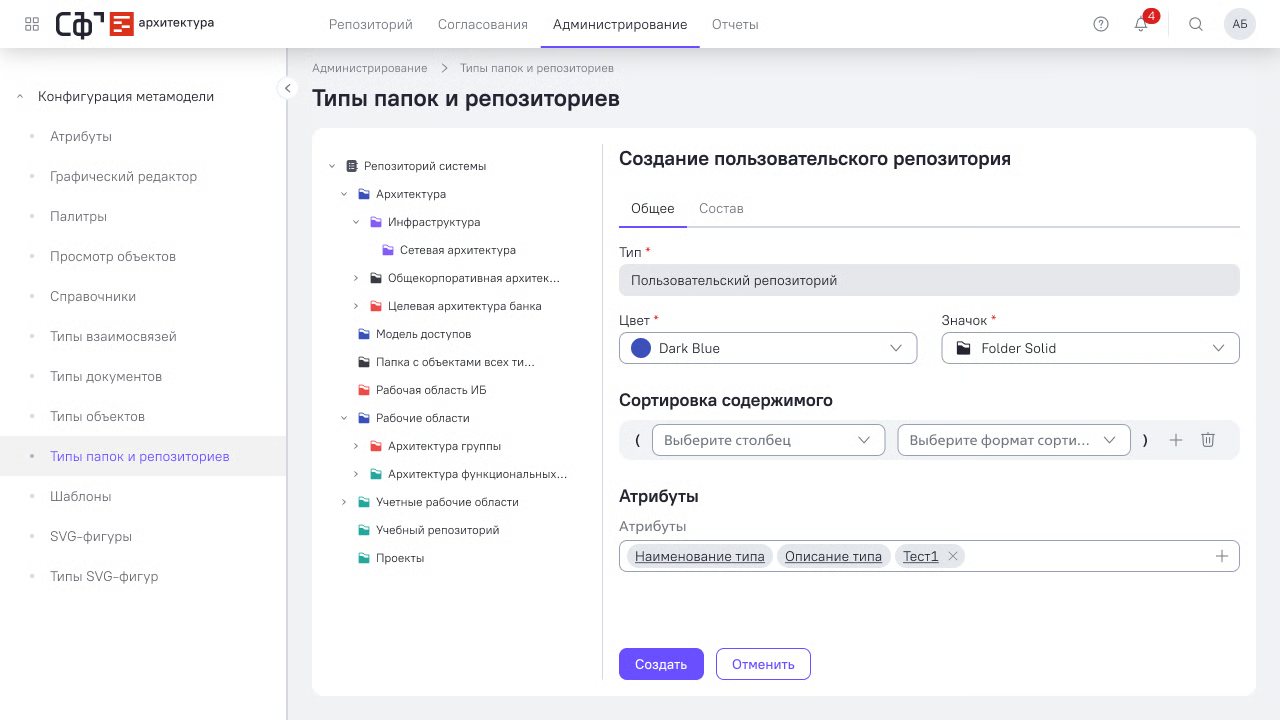 Сф архитектура
Репозиторий Согласования Администрирование Отчеты
4
АБ
Конфигурация метамодели
Атрибуты
Графический редактор
Палитры
Просмотр объектов
Справочники
Типы взаимосвязей
Типы документов
Типы объектов
Типы папок и репозиториев
Шаблоны
SVG-фигуры
Типы SVG-фигур
Администрирование > Типы папок и репозиториев
Типы папок и репозиториев
Репозиторий системы
Архитектура
Инфраструктура
Сетевая архитектура
Общекорпоративная архитек...
Целевая архитектура банка
Модель доступов
Папка с объектами всех ти...
Рабочая область ИБ
Рабочие области
Архитектура группы
Архитектура функциональных...
Учетные рабочие области
Учебный репозиторий
Проекты
Создание пользовательского репозитория
Общее Состав
Тип *
Пользовательский репозиторий
Цвет * Значок *
Dark Blue Folder Solid
Сортировка содержимого
( Выберите столбец Выберите формат сорти... )
Атрибуты
Атрибуты
Наименование типа Описание типа Тест1
Создать Отменить